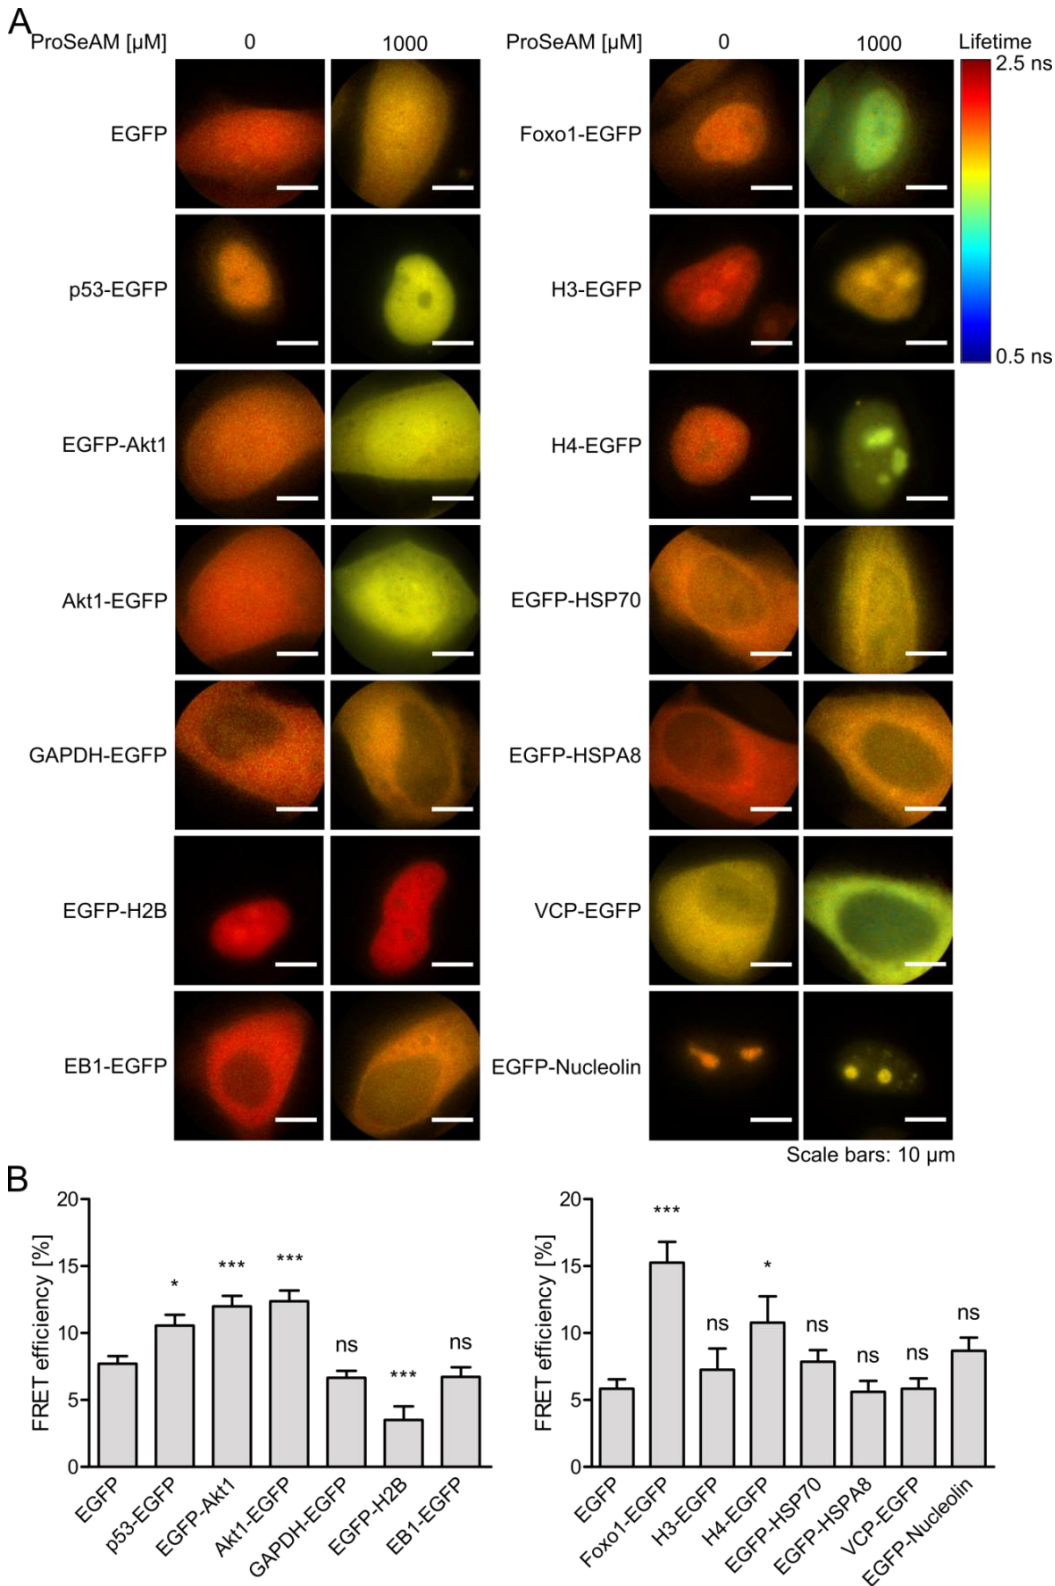 A
ProSeAM [µM] 0 1000 ProSeAM [µM] 0 1000 Lifetime
2.5 ns
EGFP Foxo1-EGFP
p53-EGFP H3-EGFP
0.5 ns
EGFP-Akt1 H4-EGFP
Akt1-EGFP EGFP-HSP70
GAPDH-EGFP EGFP-HSPA8
EGFP-H2B VCP-EGFP
EB1-EGFP EGFP-Nucleolin
Scale bars: 10 µm
B
FRET efficiency [%]
20
15
10
5
0
*
***
***
ns
***
ns
EGFP
p53-EGFP
EGFP-Akt1
Akt1-EGFP
GAPDH-EGFP
EGFP-H2B
EB1-EGFP
FRET efficiency [%]
20
15
10
5
0
***
ns
*
ns
ns
ns
ns
EGFP
Foxo1-EGFP
H3-EGFP
H4-EGFP
EGFP-HSP70
EGFP-HSPA8
VCP-EGFP
EGFP-Nucleolin